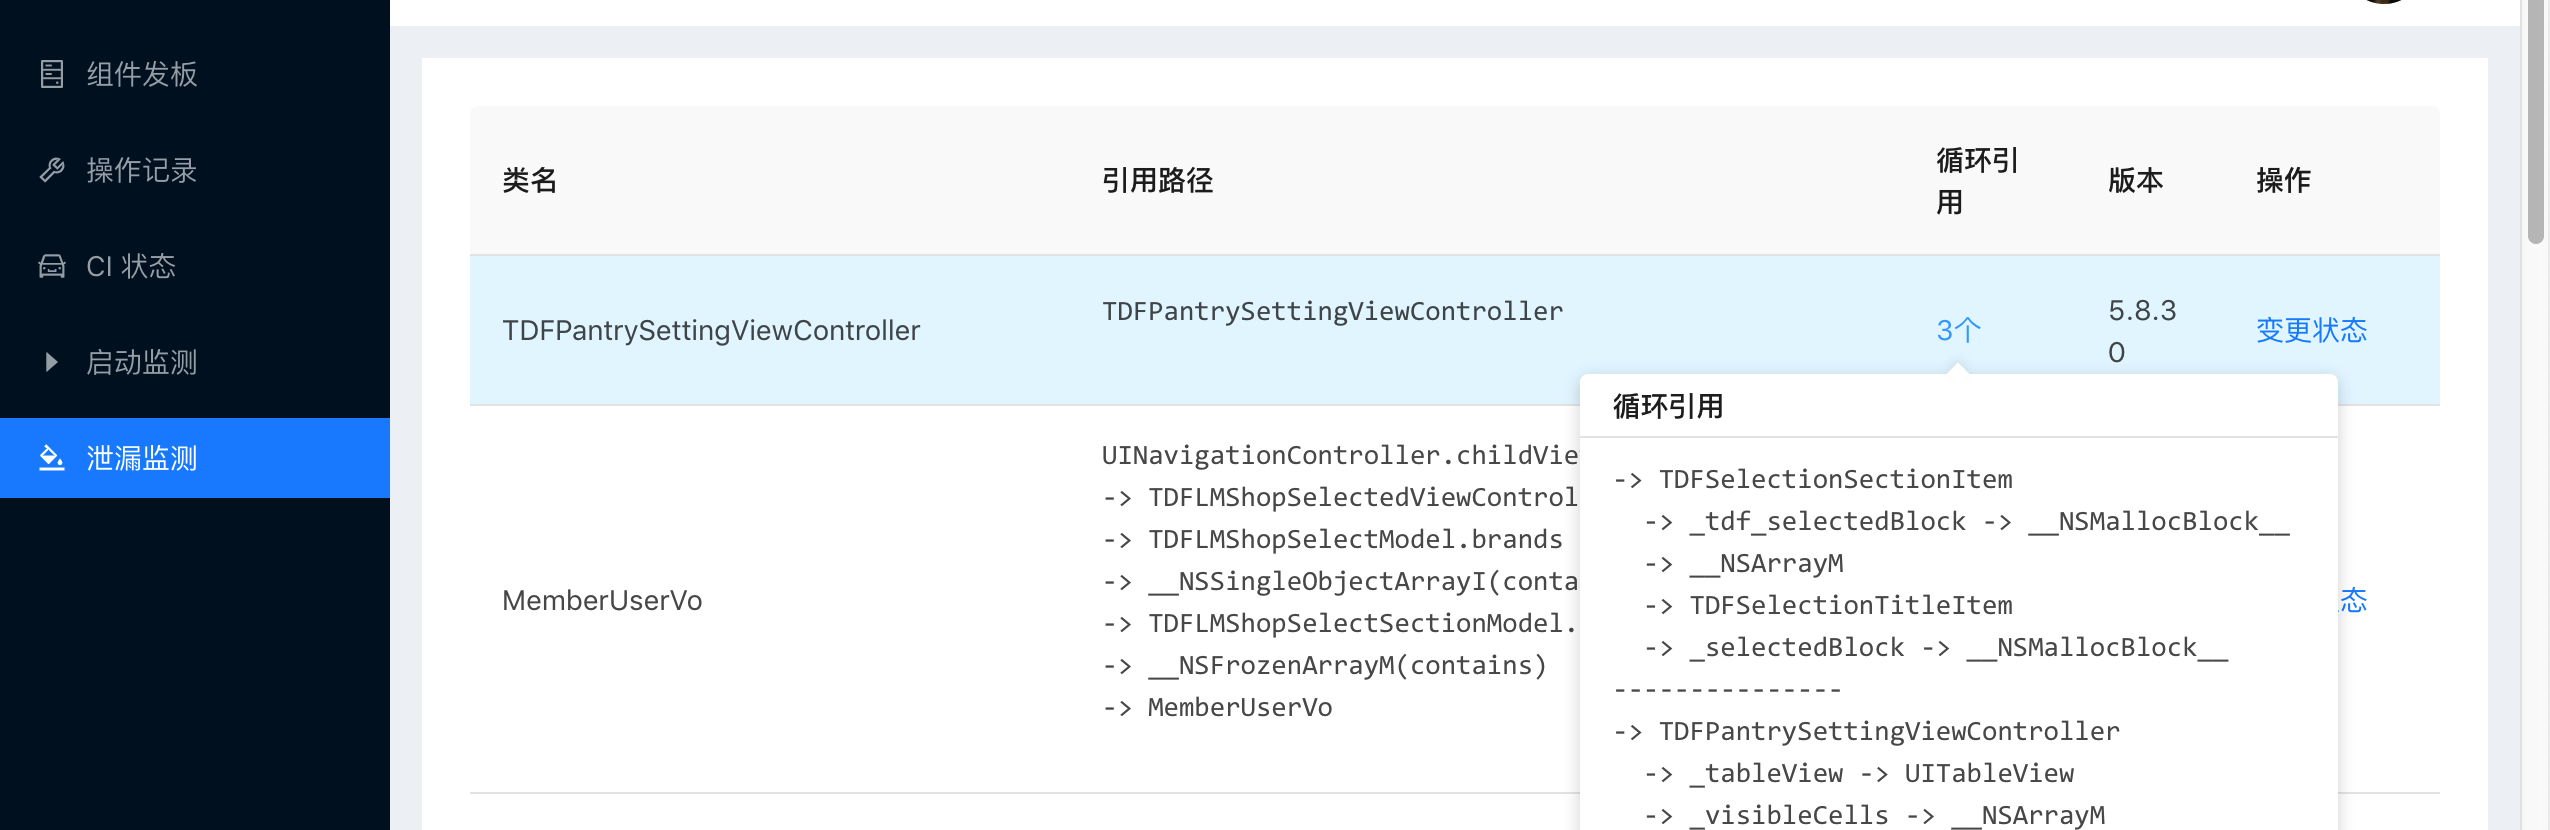 组件发板
操作记录
CI 状态
启动监测
泄漏监测
类名
引用路径
循环引
用
版本
操作
TDFPantrySettingViewController
TDFPantrySettingViewController
3个
5.8.3
0
变更状态
MemberUserVo
UINavigationController.childVie
-> TDFLMShopSelectedViewControl
-> TDFLMShopSelectModel.brands
-> __NSSingleObjectArrayI(conta
-> TDFLMShopSelectSectionModel.
-> __NSFrozenArrayM(contains)
-> MemberUserVo
态
循环引用
-> TDFSelectionSectionItem
-> _tdf_selectedBlock -> __NSMallocBlock__
-> __NSArrayM
-> TDFSelectionTitleItem
-> _selectedBlock -> __NSMallocBlock__
---------------
-> TDFPantrySettingViewController
-> _tableView -> UITableView
-> _visibleCells -> __NSArrayM